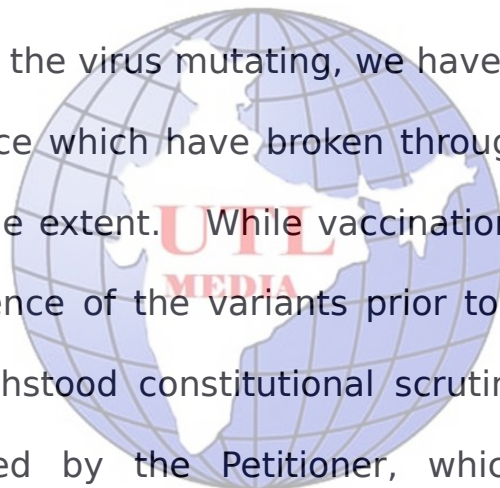 the virus mutating, we have
ce which have broken throug
e extent. While vaccination
UTL
MEDIA
ence of the variants prior to
hstood constitutional scrutin
ed by the Petitioner, whic